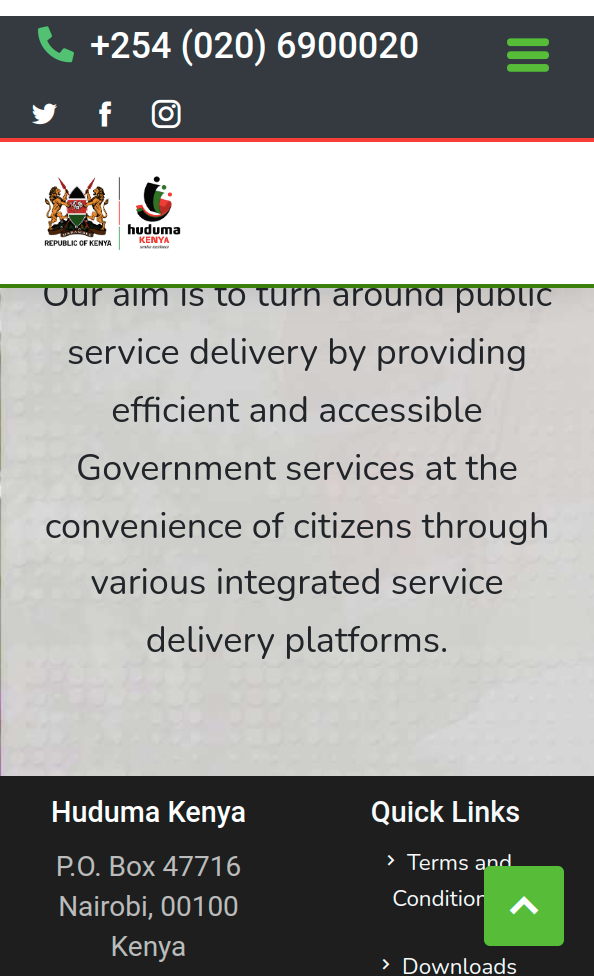 +254 (020) 6900020
REPUBLIC OF KENYA
huduma
KENYA
Our aim is to turn around public
service delivery by providing
efficient and accessible
Government services at the
convenience of citizens through
various integrated service
delivery platforms.
Huduma Kenya
P.O. Box 47716
Nairobi, 00100
Kenya
Quick Links
Terms and
Condition
Downloads